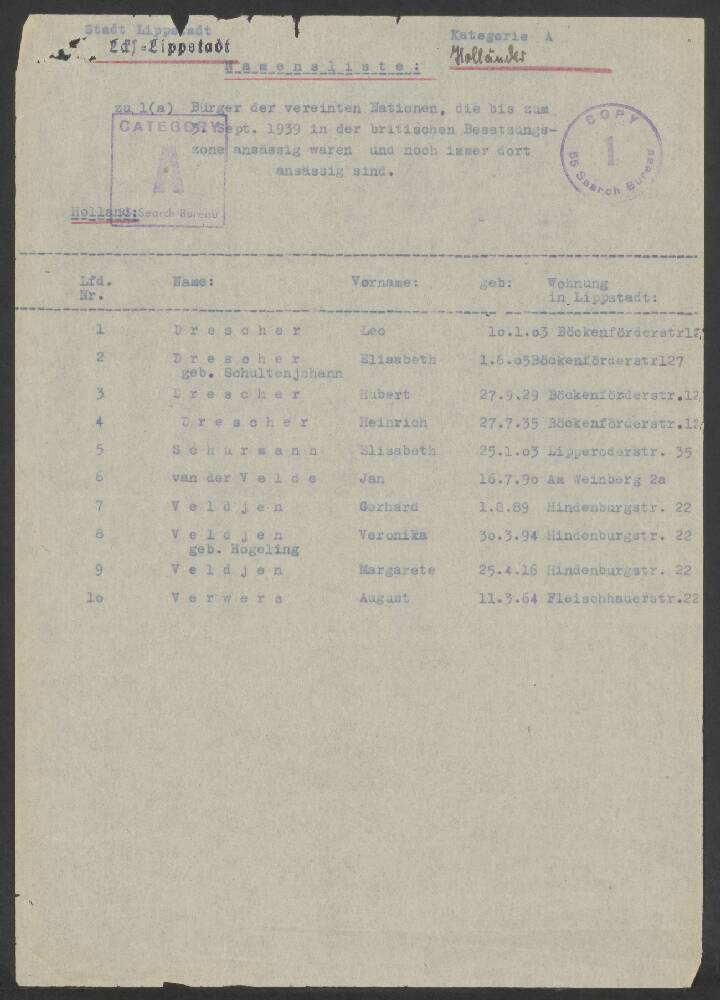 Stadt Lippstadt Kategorie A
Lds-Lippstadt Holländer
Namensliste:
zu 1(a) Bürger der vereinten Nationen, die bis zum
CATEGORY 3. Sept. 1939 in der britischen Besatzungs-
A zone ansässig waren und noch immer dort
ansässig sind.
COPY
1
55 Search Bureau
Holland: Search Bureau
Lfd. Name: Vorname: geb: Wohnung
Nr. in Lippstadt:
1 Drescher Leo 10.1.03 Böckenförderstr12
2 Drescher Elisabeth 1.6.05Böckenförderstr127
geb. Schultenjohann
3 Drescher Hubert 27.9.29 Böckenförderstr.12
4 Drescher Heinrich 27.7.35 Böckenförderstr.12
5 Schürmann Elisabeth 25.1.03 Lipperoderstr. 35
6 van der Velde Jan 16.7.90 Am Weinberg 2a
7 Veldjen Gerhard 1.8.89 Hindenburgstr. 22
8 Veldjen Veronika 30.3.94 Hindenburgstr. 22
geb. Hogeling
9 Veldjen Margarete 25.4.16 Hindenburgstr. 22
10 Verwers August 11.3.64 Fleischhauerstr.22